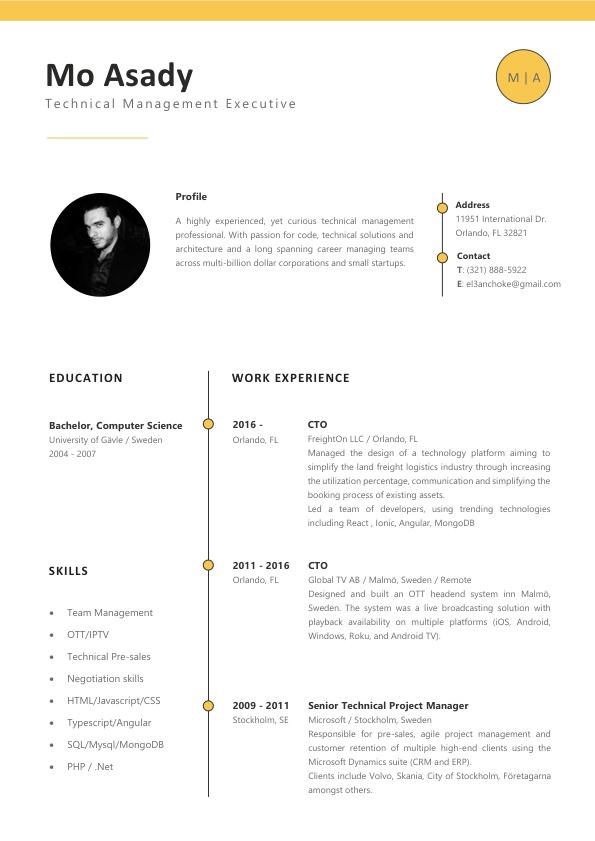 Mo Asady
Technical Management Executive
M | A
Profile
A highly experienced, yet curious technical management
professional. With passion for code, technical solutions and
architecture and a long spanning career managing teams
across multi-billion dollar corporations and small startups.
Address
11951 International Dr.
Orlando, FL 32821
Contact
T: (321) 888-5922
E: el3anchoke@gmail.com
EDUCATION
Bachelor, Computer Science
University of Gävle / Sweden
2004 - 2007
SKILLS
• Team Management
• OTT/IPTV
• Technical Pre-sales
• Negotiation skills
• HTML/Javascript/CSS
• Typescript/Angular
• SQL/Mysql/MongoDB
• PHP / .Net
WORK EXPERIENCE
2016 -
Orlando, FL
CTO
FreightOn LLC / Orlando, FL
Managed the design of a technology platform aiming to
simplify the land freight logistics industry through increasing
the utilization percentage, communication and simplifying the
booking process of existing assets.
Led a team of developers, using trending technologies
including React , Ionic, Angular, MongoDB
2011 - 2016
Orlando, FL
CTO
Global TV AB / Malmö, Sweden / Remote
Designed and built an OTT headend system inn Malmö,
Sweden. The system was a live broadcasting solution with
playback availability on multiple platforms (iOS, Android,
Windows, Roku, and Android TV).
2009 - 2011
Stockholm, SE
Senior Technical Project Manager
Microsoft / Stockholm, Sweden
Responsible for pre-sales, agile project management and
customer retention of multiple high-end clients using the
Microsoft Dynamics suite (CRM and ERP).
Clients include Volvo, Skania, City of Stockholm, Företagarna
amongst others.